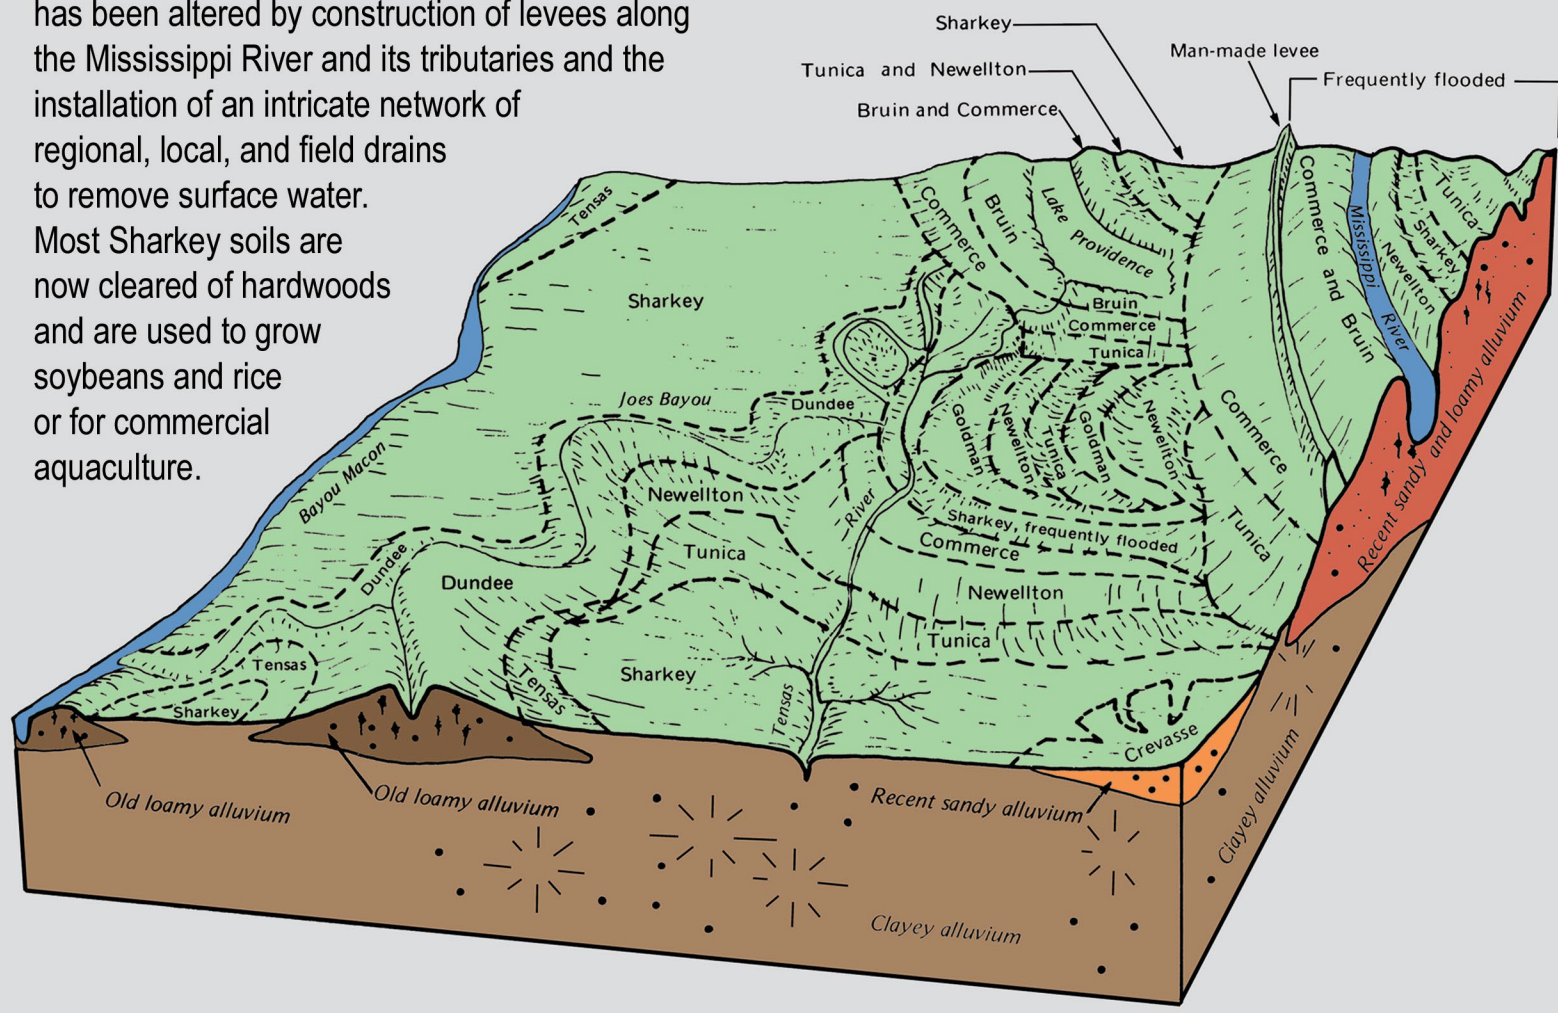 has been altered by construction of levees along
the Mississippi River and its tributaries and the
installation of an intricate network of
regional, local, and field drains
to remove surface water.
Most Sharkey soils are
now cleared of hardwoods
and are used to grow
soybeans and rice
or for commercial
aquaculture.
Sharkey
Tunica and Newellton
Bruin and Commerce
Man-made levee
Frequently flooded
Tensas
Sharkey
Commerce
Bruin
Lake Providence
Bruin
Commerce
Tunica
Commerce and Bruin
Mississippi River
Tunica
Sharkey
Newellton
Joes Bayou
Dundee
Goldman
Newellton
Tunica
Goldman
Newellton
Commerce
Tunica
Bayou Macon
Newellton
River
Sharkey, frequently flooded
Commerce
Tunica
Dundee
Dundee
Newellton
Tunica
Tensas
Sharkey
Tensas
Sharkey
Tensas
Crevasse
Recent sandy and loamy alluvium
Old loamy alluvium
Old loamy alluvium
Recent sandy alluvium
Clayey alluvium
Clayey alluvium